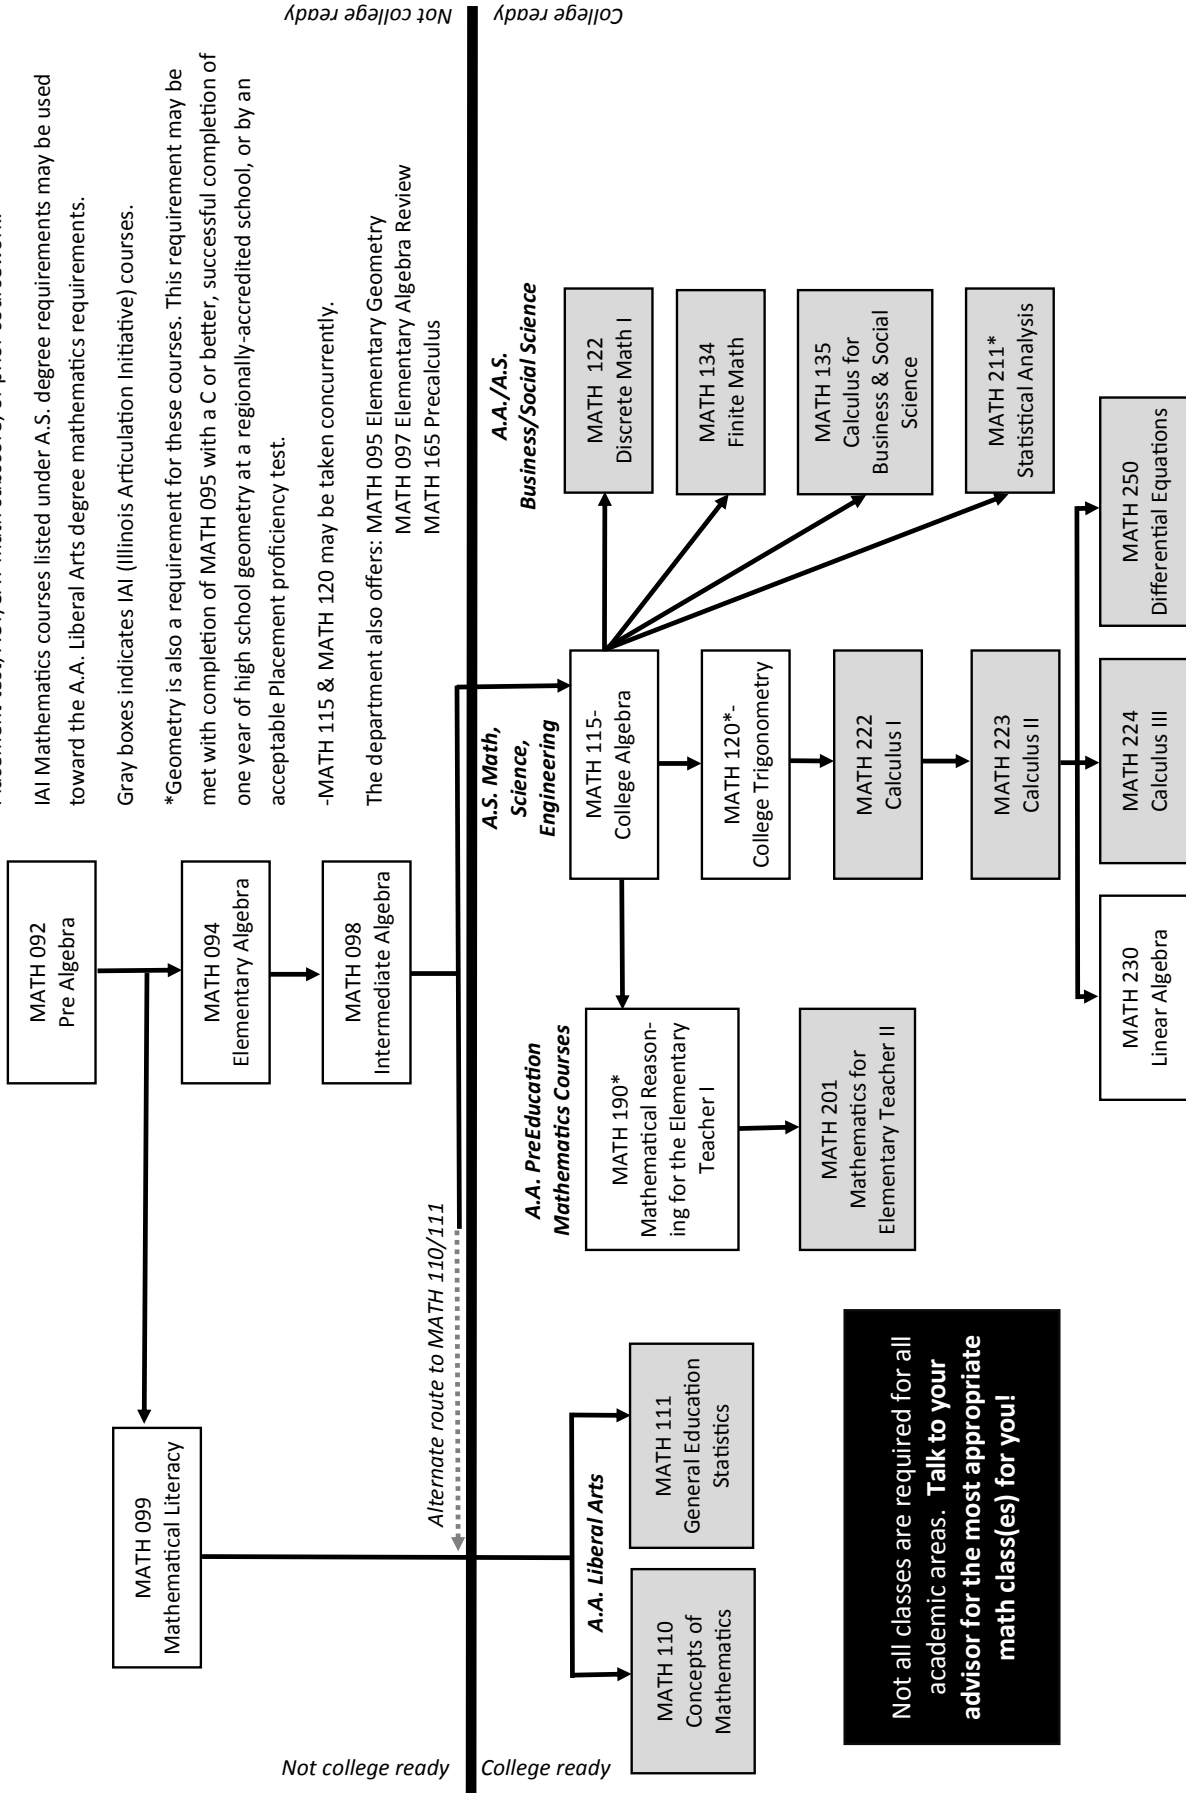 IAI Mathematics courses listed under A.S. degree requirements may be used
toward the A.A. Liberal Arts degree mathematics requirements.
Gray boxes indicates IAI (Illinois Articulation Initiative) courses.
*Geometry is also a requirement for these courses. This requirement may be
met with completion of MATH 095 with a C or better, successful completion of
one year of high school geometry at a regionally-accredited school, or by an
acceptable Placement proficiency test.
-MATH 115 & MATH 120 may be taken concurrently.
The department also offers: MATH 095 Elementary Geometry
MATH 097 Elementary Algebra Review
MATH 165 Precalculus
MATH 092
Pre Algebra
MATH 099
Mathematical Literacy
MATH 094
Elementary Algebra
MATH 098
Intermediate Algebra
Alternate route to MATH 110/111
Not college ready
Not college ready
College ready
College ready
A.A. Liberal Arts
MATH 110
Concepts of
Mathematics
MATH 111
General Education
Statistics
A.A. PreEducation
Mathematics Courses
MATH 190*
Mathematical Reason-
ing for the Elementary
Teacher I
MATH 201
Mathematics for
Elementary Teacher II
A.S. Math,
Science,
Engineering
MATH 115-
College Algebra
MATH 120*-
College Trigonometry
MATH 222
Calculus I
MATH 223
Calculus II
MATH 230
Linear Algebra
MATH 224
Calculus III
MATH 250
Differential Equations
A.A./A.S.
Business/Social Science
MATH 122
Discrete Math I
MATH 134
Finite Math
MATH 135
Calculus for
Business & Social
Science
MATH 211*
Statistical Analysis
Not all classes are required for all
academic areas. Talk to your
advisor for the most appropriate
math class(es) for you!